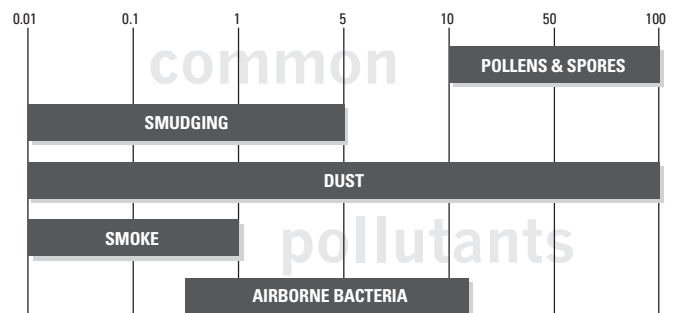 0.01 0.1 1 5 10 50 100
common
POLLENS & SPORES
SMUDGING
DUST
SMOKE
pollutants
AIRBORNE BACTERIA